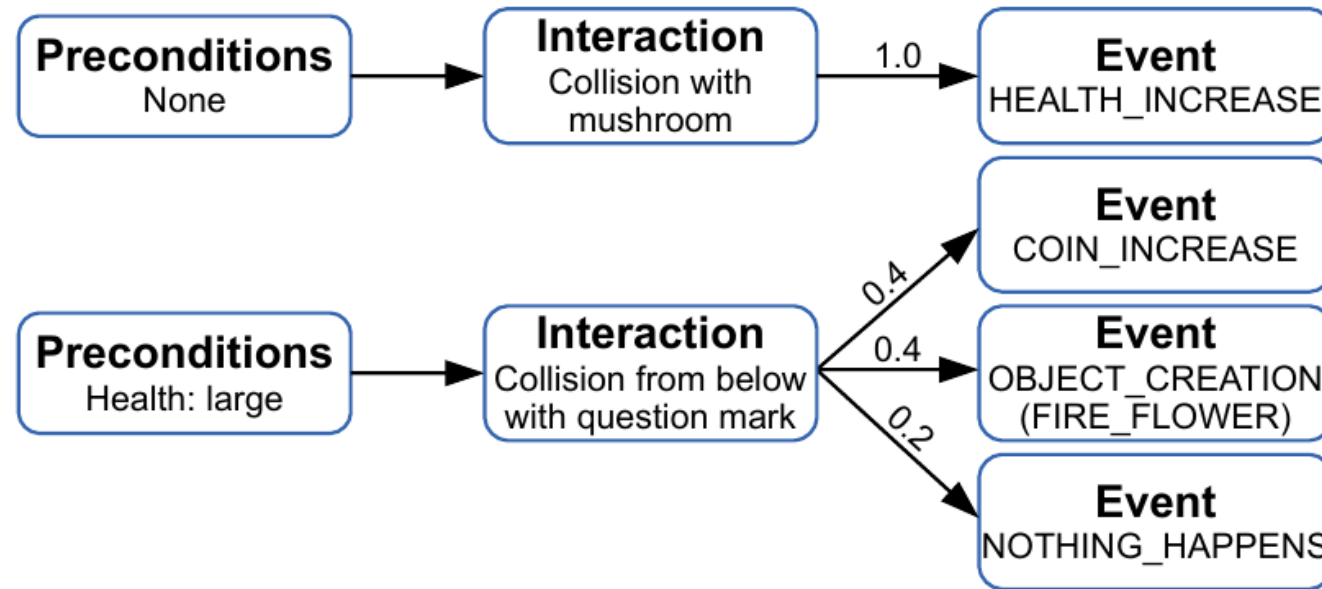 Preconditions
None
Interaction
Collision with
mushroom
1.0
Event
HEALTH_INCREASE
Event
COIN_INCREASE
0.4
Preconditions
Health: large
Interaction
Collision from below
with question mark
0.4
Event
OBJECT_CREATION
(FIRE_FLOWER)
0.2
Event
NOTHING_HAPPENS